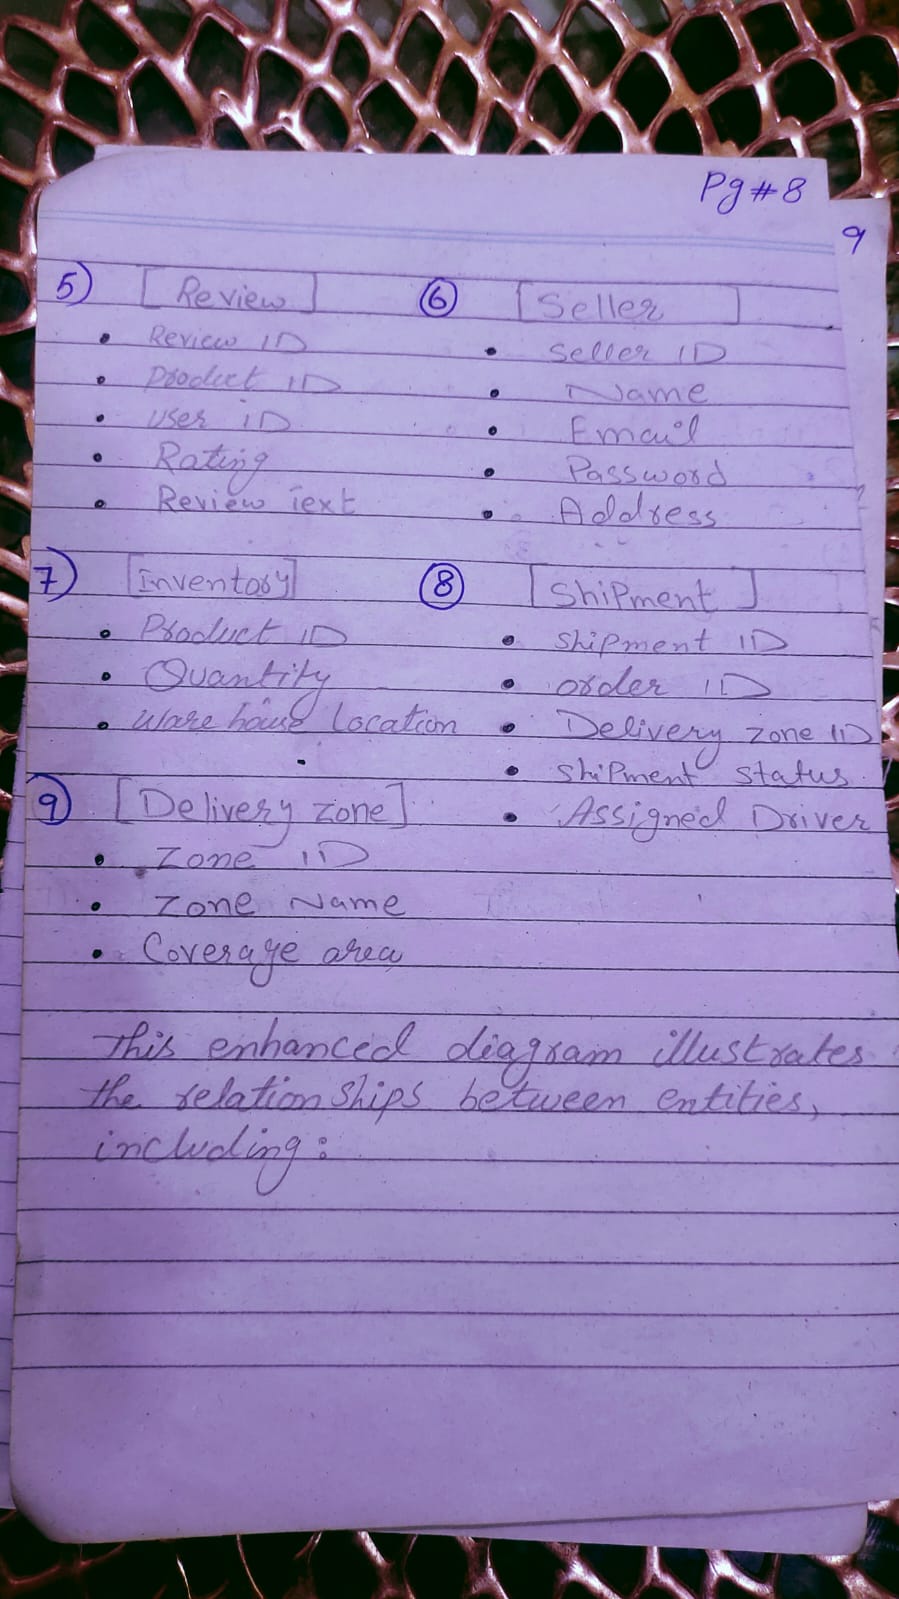 Pg#8
9
5) [Review]
• Review ID
• Product ID
• User ID
• Rating
• Review Text
6 [Seller]
• Seller ID
• Name
• Email
• Password
• Address
7) [Inventory]
• Product ID
• Quantity
• Ware house Location
8 [Shipment]
• Shipment ID
• order ID
• Delivery zone ID
• Shipment status
• Assigned Driver
9 [Delivery zone]
• Zone ID
• Zone Name
• Coverage area
This enhanced diagram illustrates
the relationships between entities,
including: